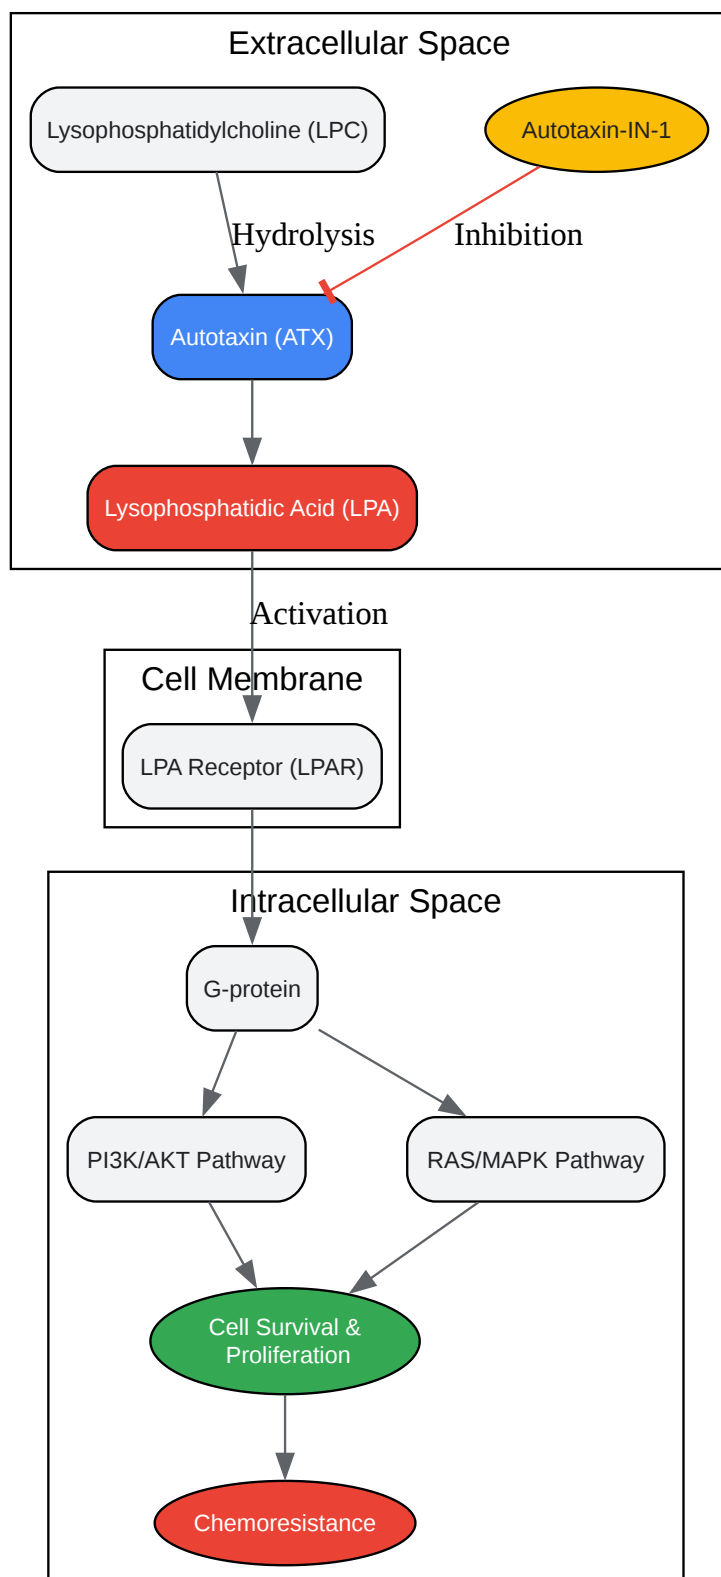 Extracellular Space
Lysophosphatidylcholine (LPC)
Autotaxin-IN-1
Hydrolysis
Inhibition
Autotaxin (ATX)
Lysophosphatidic Acid (LPA)
Activation
Cell Membrane
LPA Receptor (LPAR)
Intracellular Space
G-protein
PI3K/AKT Pathway
RAS/MAPK Pathway
Cell Survival &
Proliferation
Chemoresistance